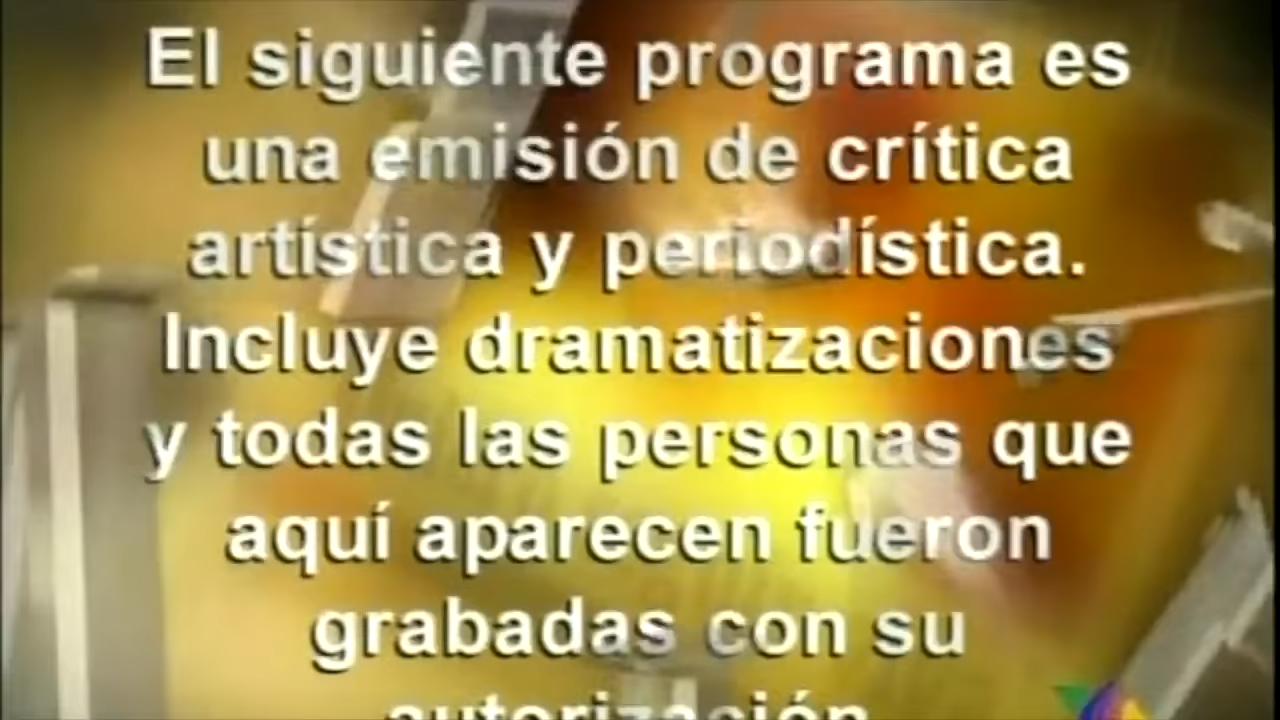 El siguiente programa es
una emisión de crítica
artística y periodística.
Incluye dramatizaciones
y todas las personas que
aquí aparecen fueron
grabadas con su
autorización